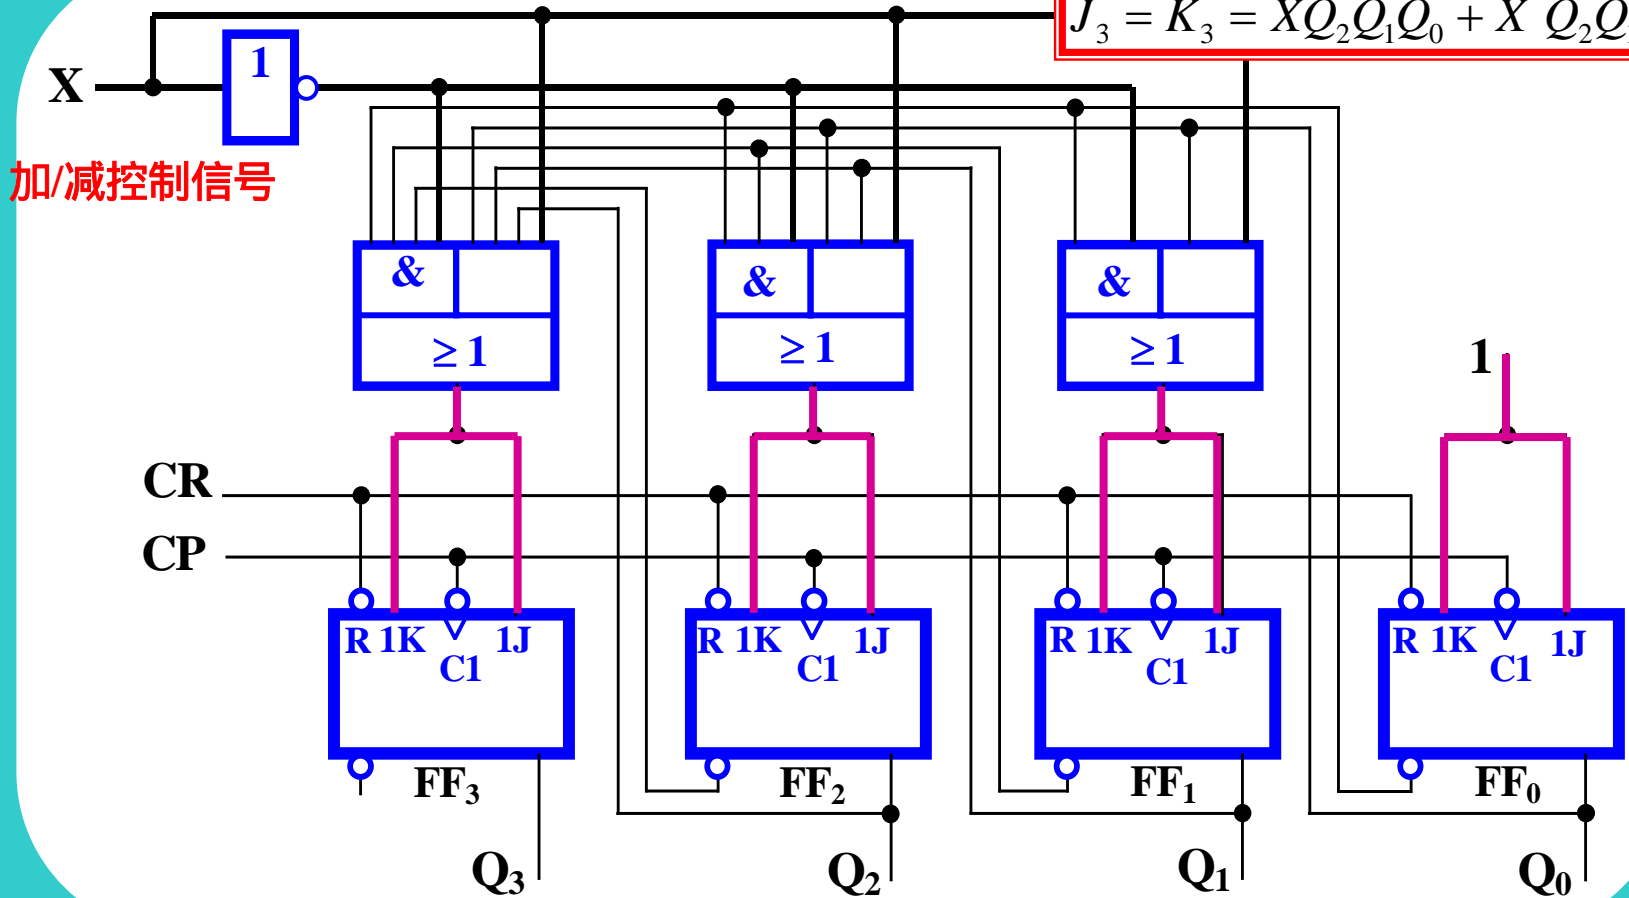 J₃ = K₃ = XQ₂Q₁Q₀ + X Q₂Q
X
1
加/减控制信号
&
&
&
≥ 1
≥ 1
≥ 1
1
CR
CP
R 1K C1 1J
R 1K C1 1J
R 1K C1 1J
R 1K C1 1J
FF₃
FF₂
FF₁
FF₀
Q₃
Q₂
Q₁
Q₀